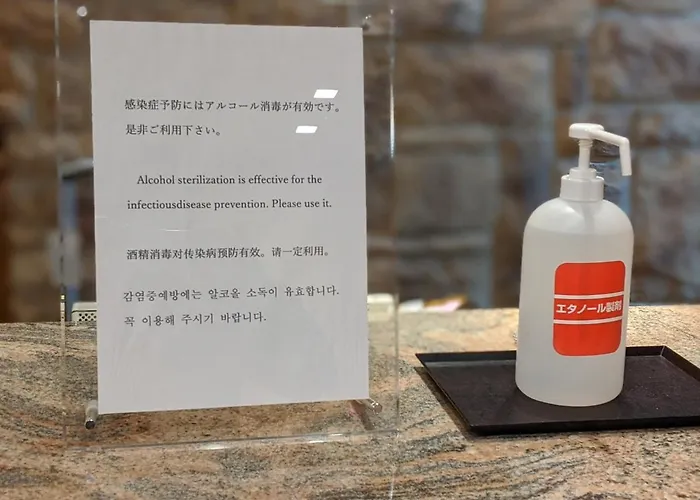 感染症予防にはアルコール消毒が有効です。
是非ご利用下さい。
Alcohol sterilization is effective for the
infectiousdisease prevention. Please use it.
酒精消毒对传染病预防有效。请一定利用。
감염중예방에는 알코올 소독이 유효합니다.
꼭 이용해 주시기 바랍니다.
エタノール製剤